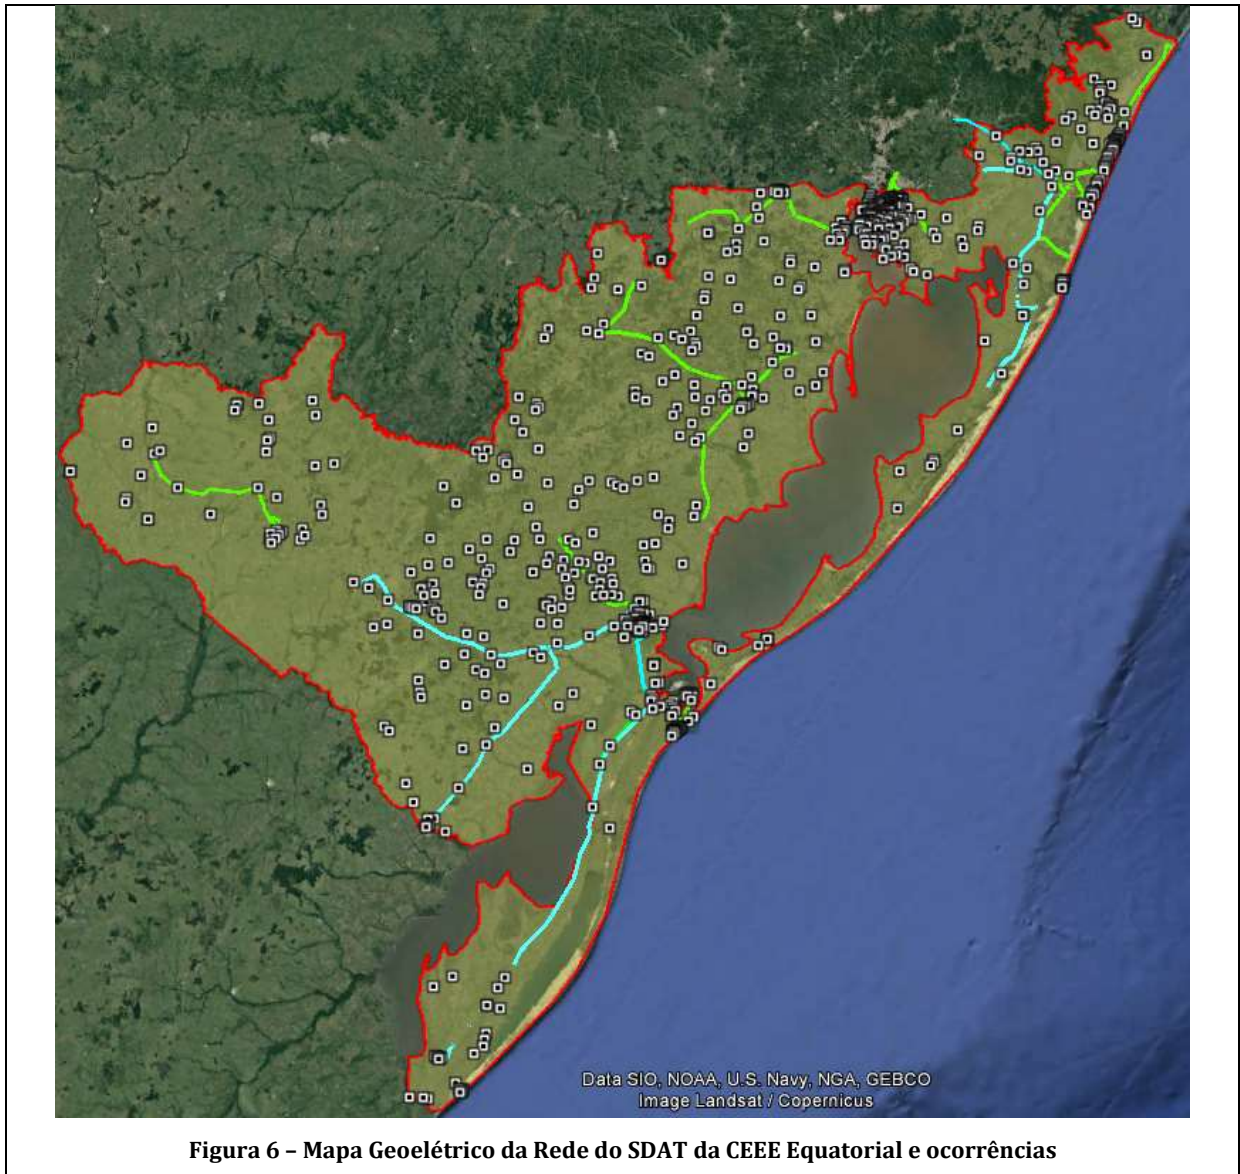 Data SIO, NOAA, U.S. Navy, NGA, GEBCO
Image Landsat / Copernicus
Figura 6 – Mapa Geoelétrico da Rede do SDAT da CEEE Equatorial e ocorrências